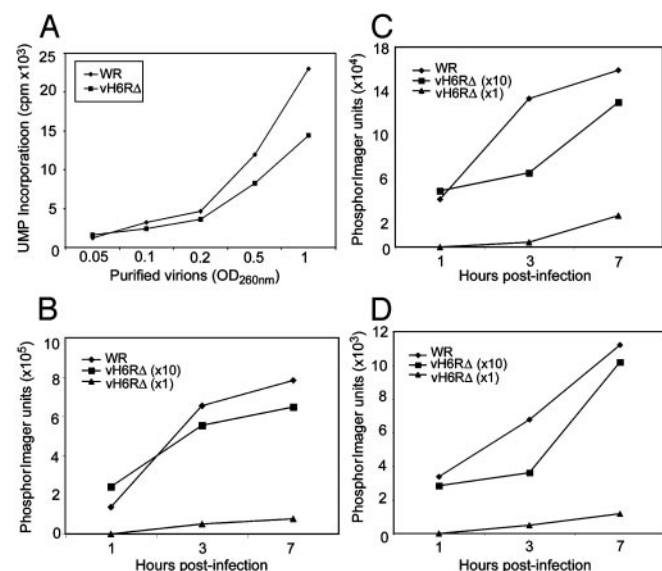 A
WR
vH6RΔ
UMP Incorporatioon (cpm x10³)
25
20
15
10
5
0
0.05 0.1 0.2 0.5 1
Purified virions (OD260nm)
B
WR
vH6RΔ (x10)
vH6RΔ (x1)
PhosphorImager units (x10⁵)
10
8
6
4
2
0
1 3 7
Hours post-infection
C
WR
vH6RΔ (x10)
vH6RΔ (x1)
PhosphorImager units (x10⁴)
18
14
10
6
2
0
1 3 7
Hours post-infection
D
WR
vH6RΔ (x10)
vH6RΔ (x1)
PhosphorImager units (x10³)
12
10
8
6
4
2
0
1 3 7
Hours post-infection